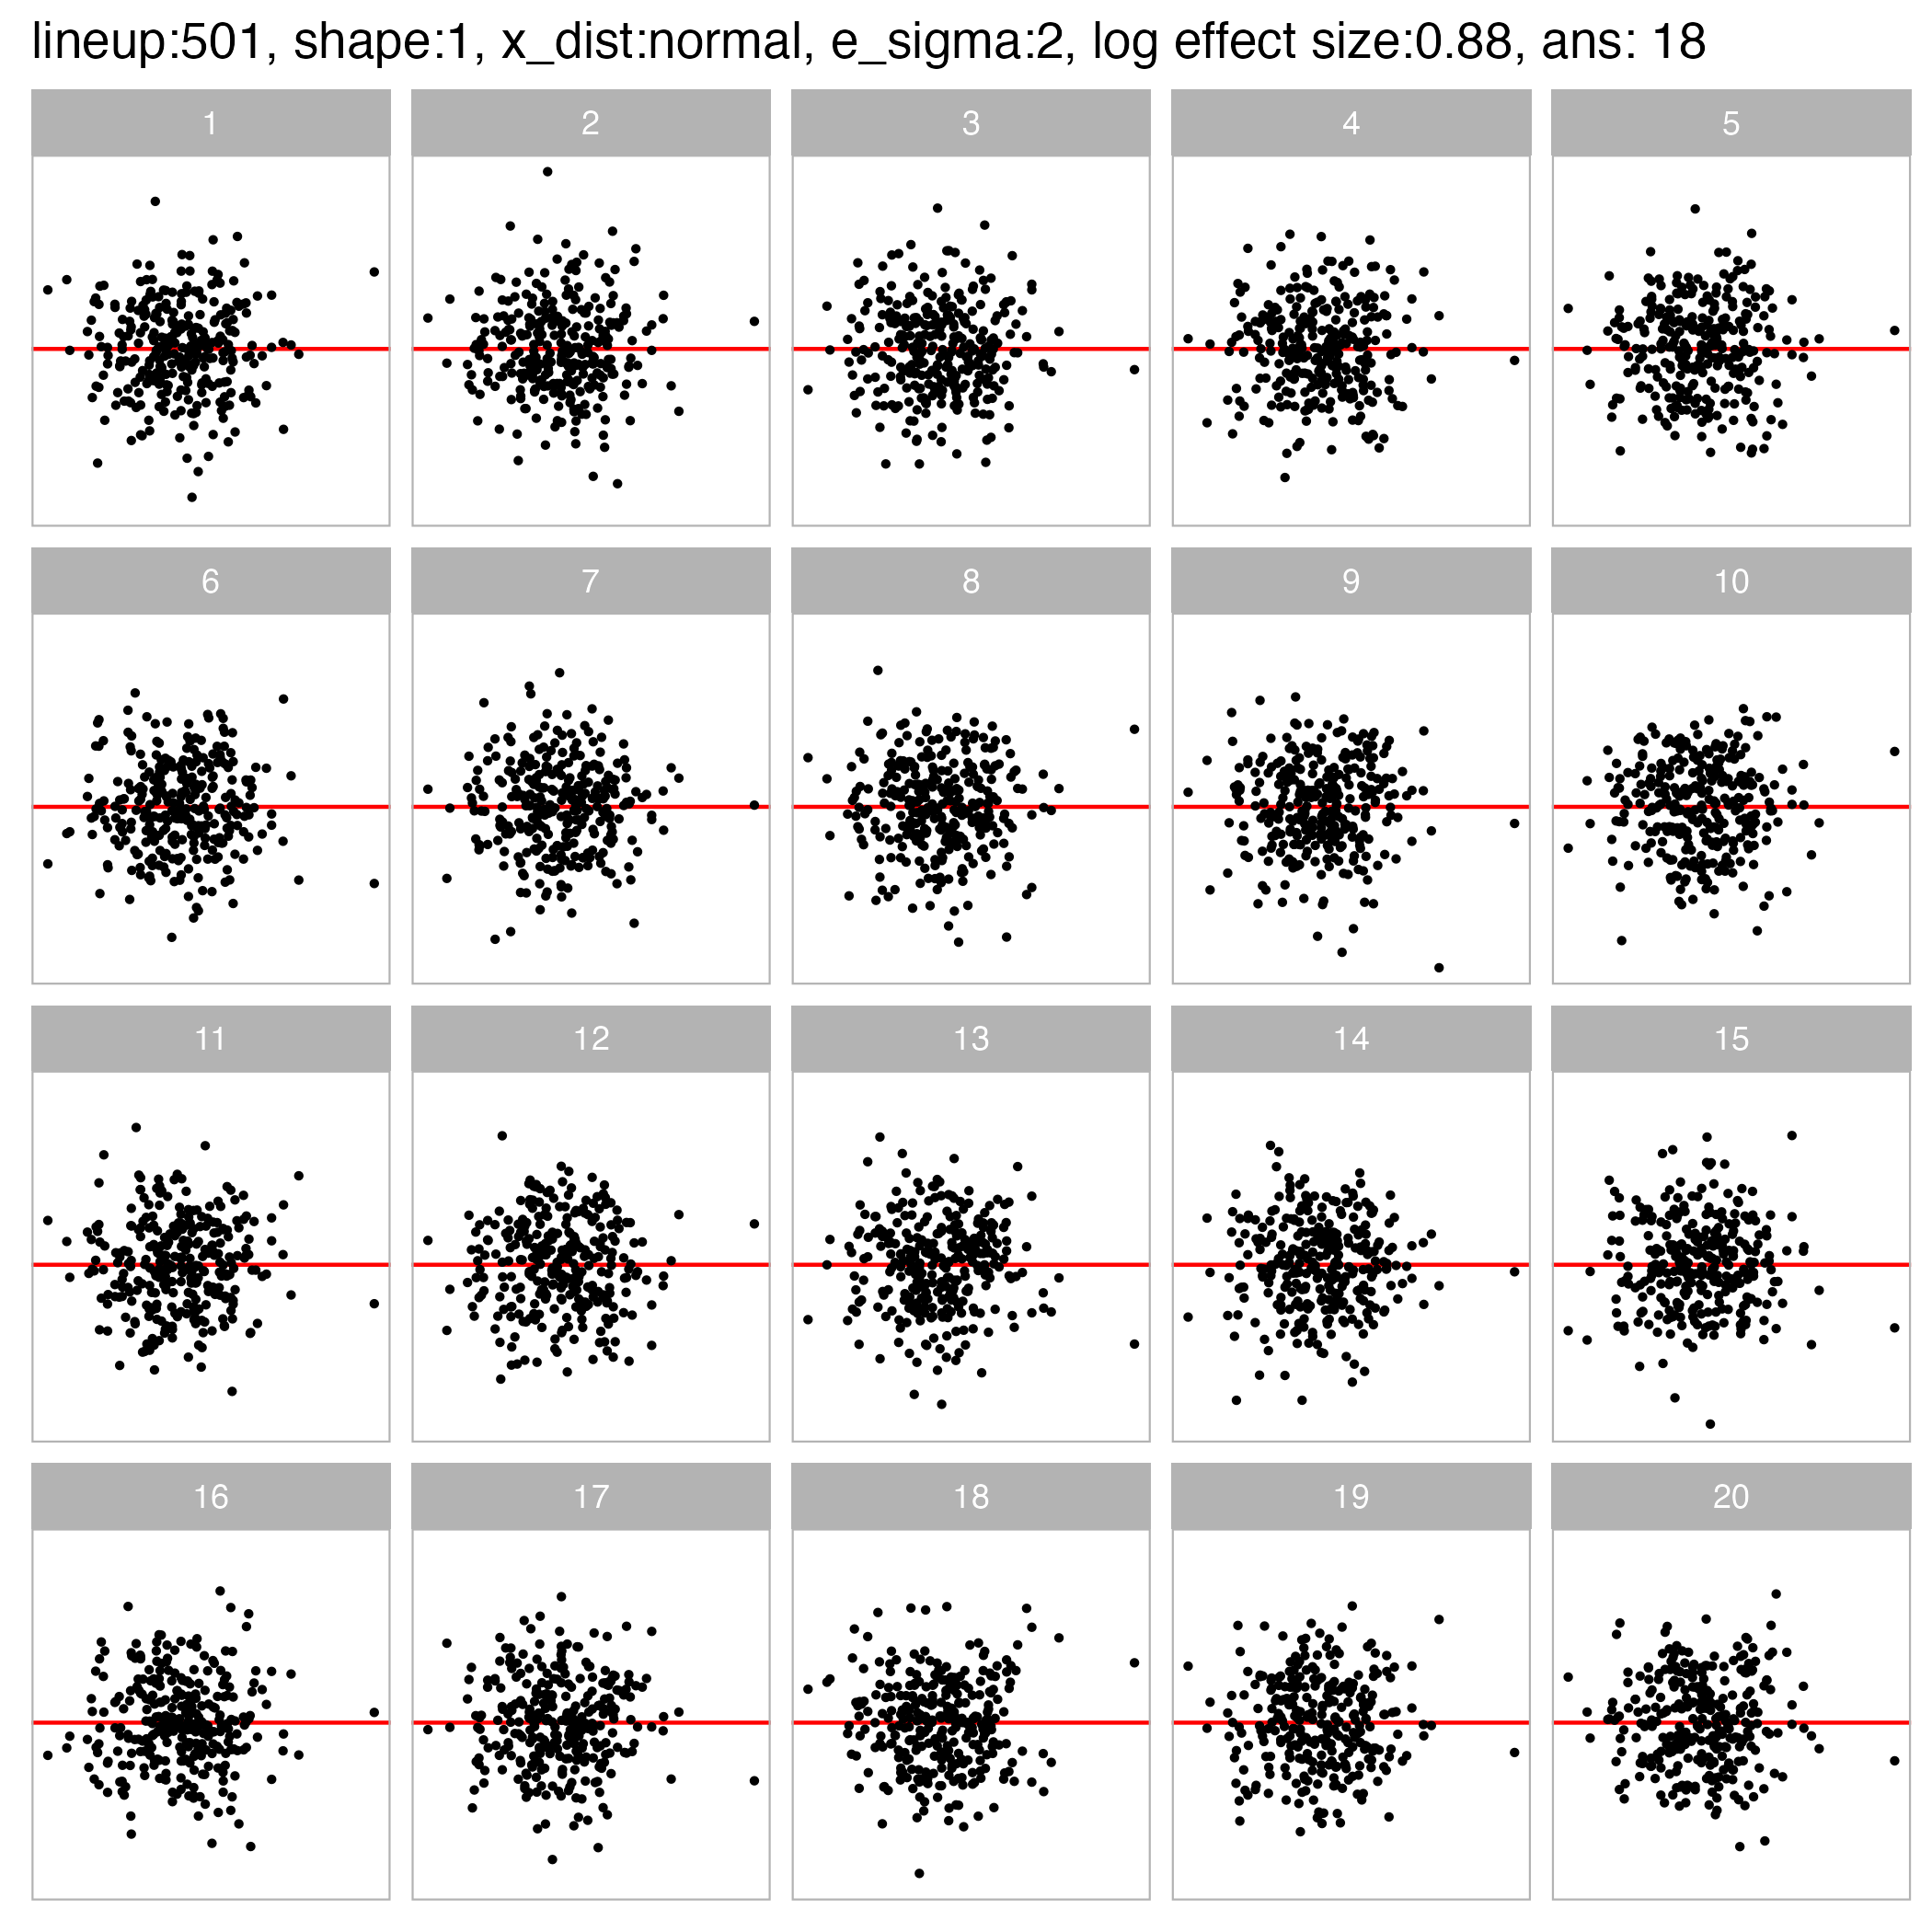 lineup:501, shape:1, x_dist:normal, e_sigma:2, log effect size:0.88, ans: 18
1 2 3 4 5
6 7 8 9 10
11 12 13 14 15
16 17 18 19 20